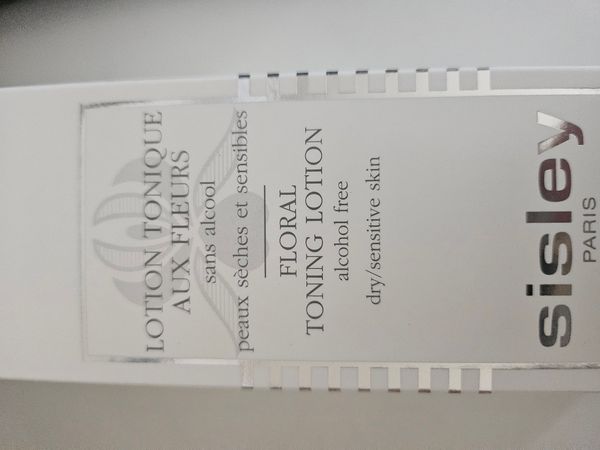 LOTION TONIQUE
AUX FLEURS
sans alcool
peaux sèches et sensibles
FLORAL
TONING LOTION
alcohol free
dry/sensitive skin
sisley
PARIS